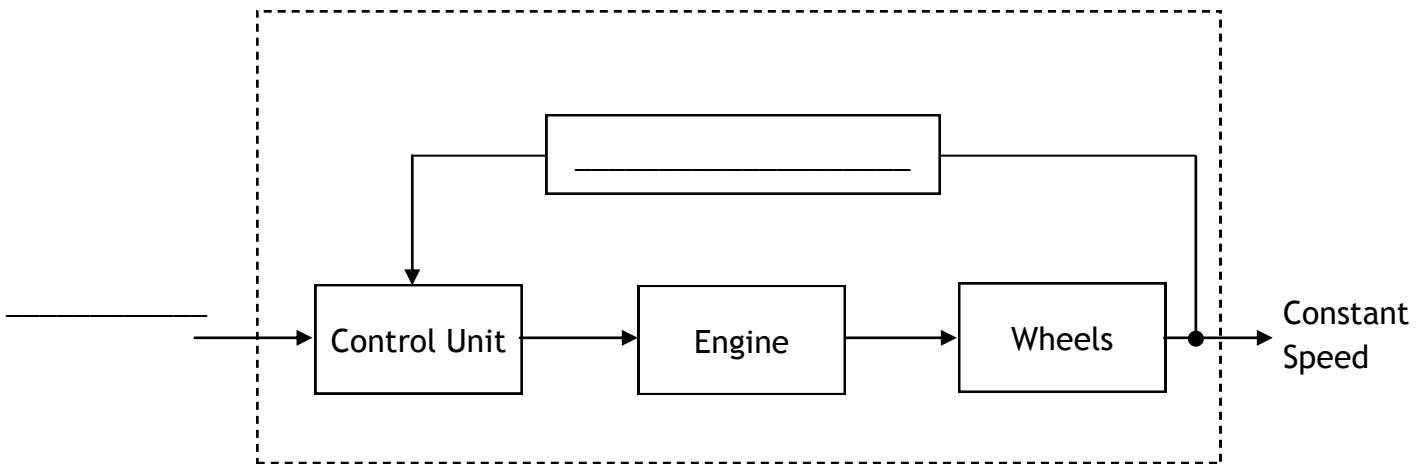 Control Unit
Engine
Wheels
Constant
Speed